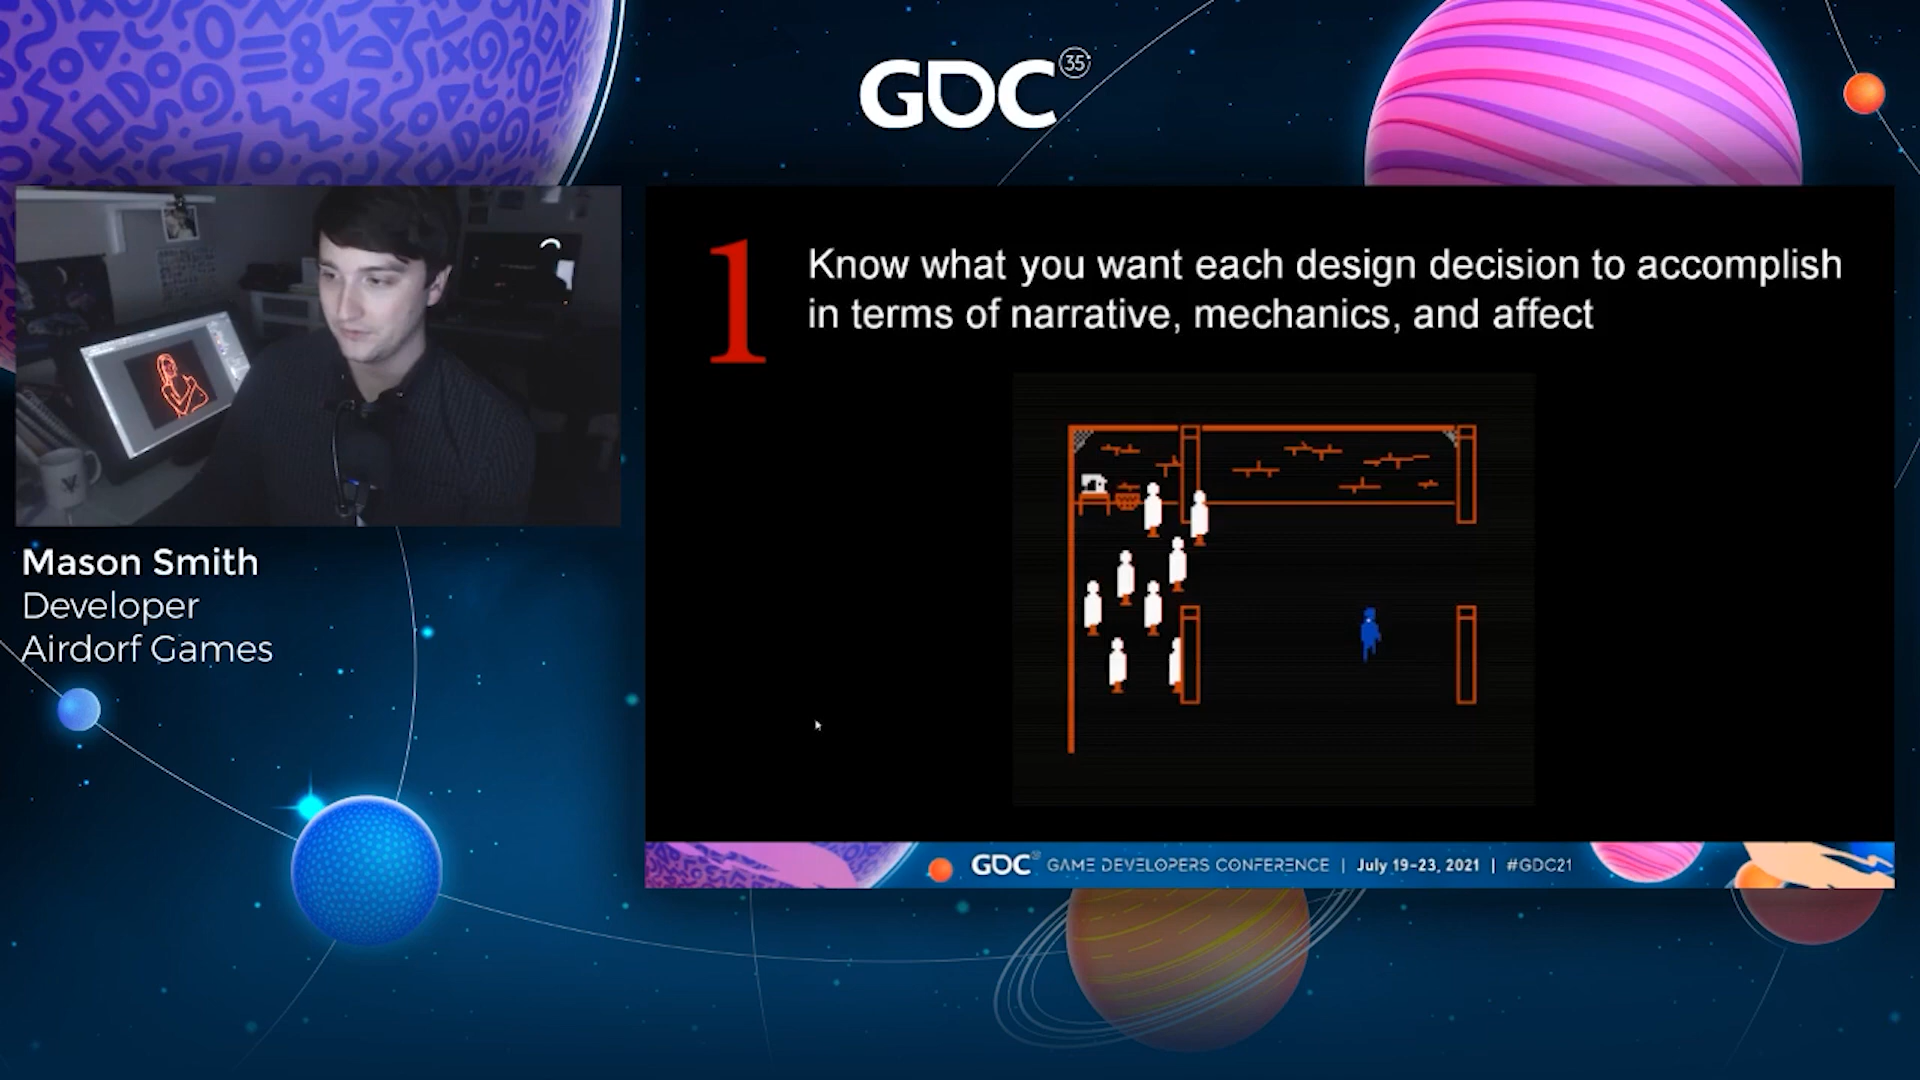 GDC 35
1
Know what you want each design decision to accomplish
in terms of narrative, mechanics, and affect
Mason Smith
Developer
Airdorf Games
GDC GAME DEVELOPERS CONFERENCE | July 19-23, 2021 | #GDC21